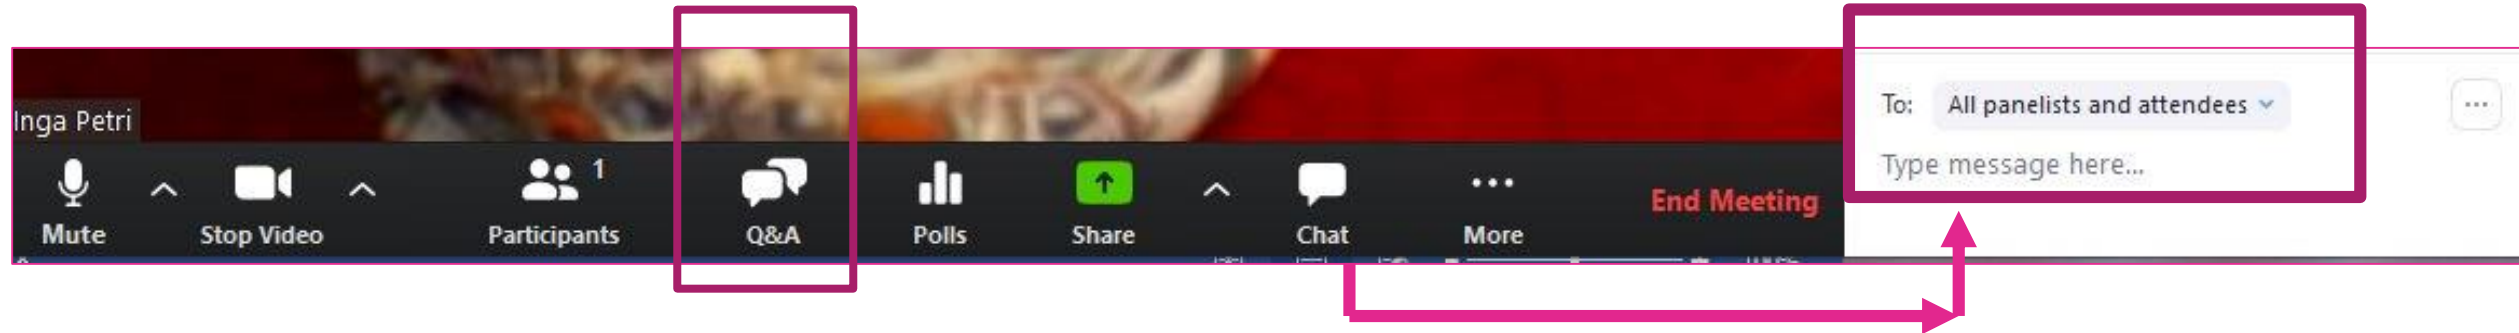 Inga Petri
1
Mute
Stop Video
Participants
Q&A
Polls
Share
Chat
More
End Meeting
To: All panelists and attendees
Type message here...